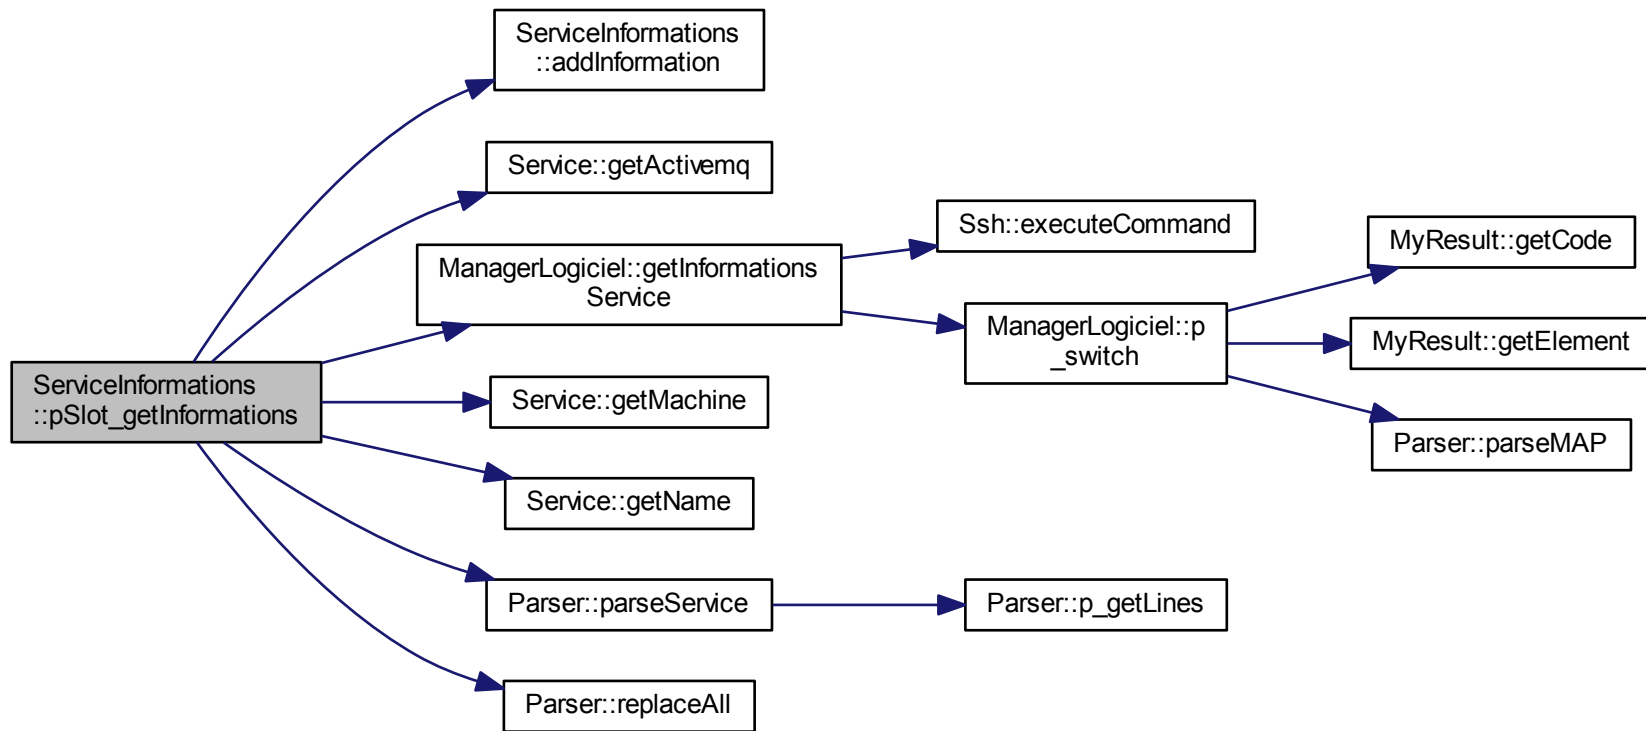 ServiceInformations
::addInformation
Service::getActivemq
Ssh::executeCommand
MyResult::getCode
ManagerLogiciel::getInformations
Service
ManagerLogiciel::p
_switch
MyResult::getElement
ServiceInformations
::pSlot_getInformations
Service::getMachine
Parser::parseMAP
Service::getName
Parser::parseService
Parser::p_getLines
Parser::replaceAll